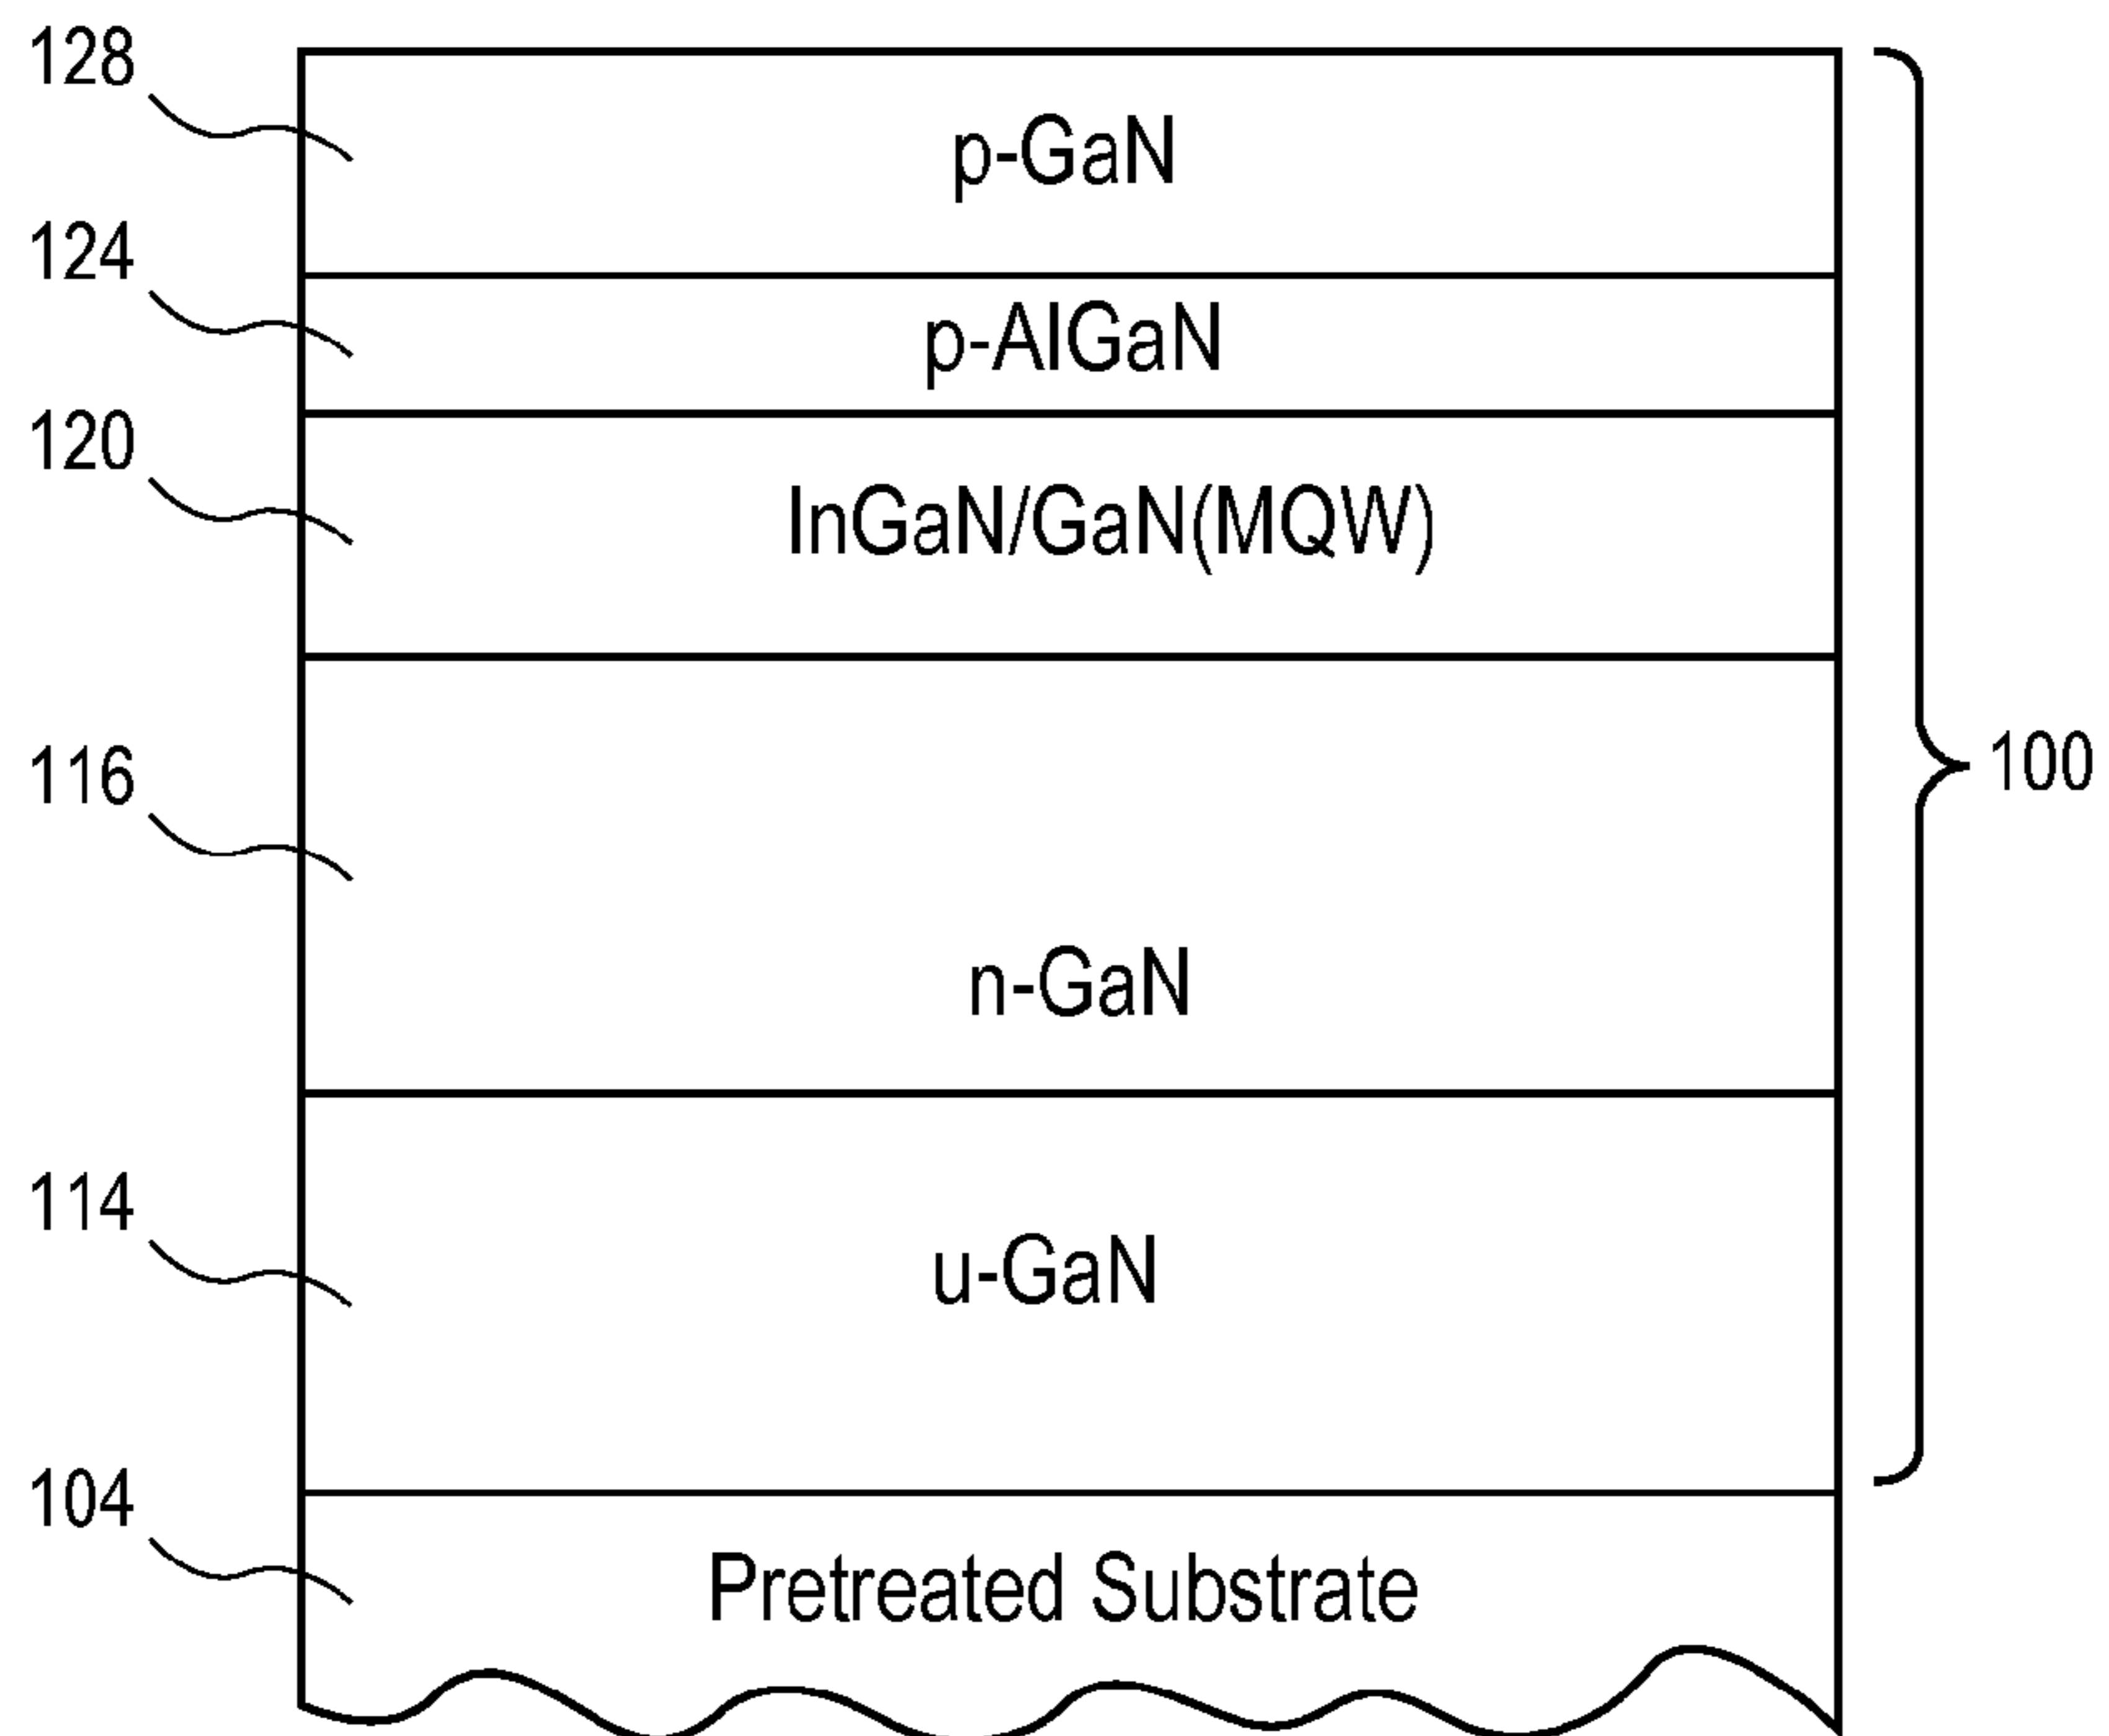 128
p-GaN
124
p-AlGaN
120
InGaN/GaN(MQW)
116
100
n-GaN
114
u-GaN
104
Pretreated Substrate